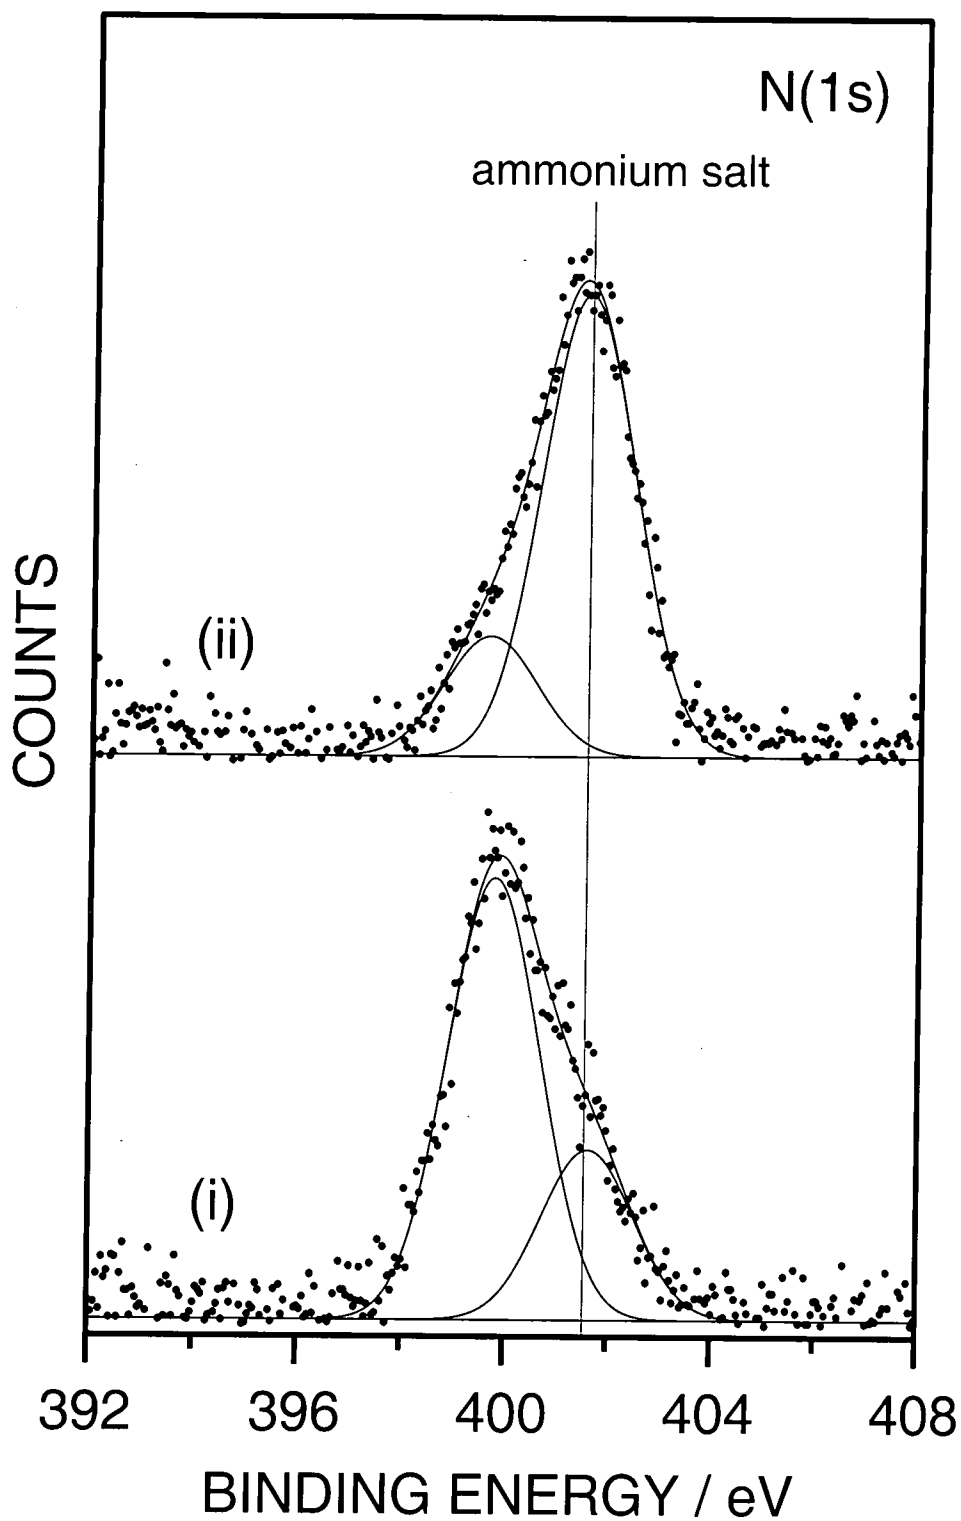 N(1s)
ammonium salt
(ii)
COUNTS
(i)
392 396 400 404 408
BINDING ENERGY / eV